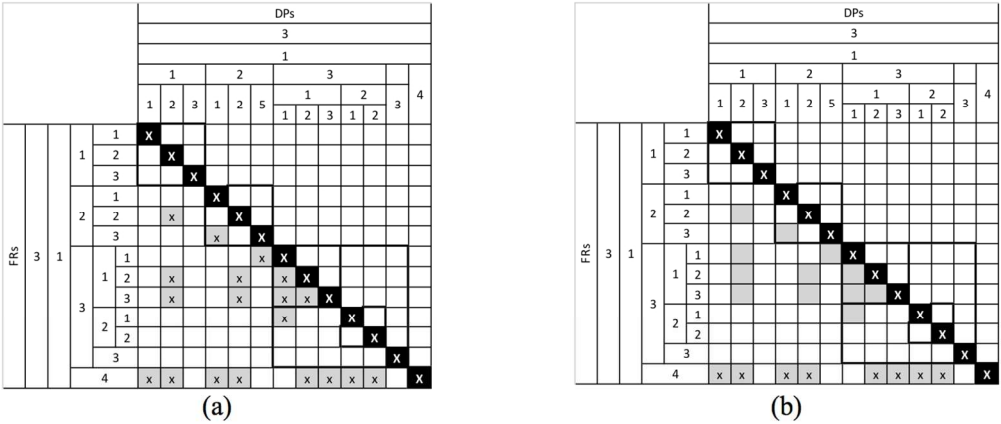 DPs
3
1
1 2 3
1 2 3 1 2 5 1 2 3 4
1 2 3 1 2
FRs 3 1
1
1 X
2 X
3 X
2
1 X
2 x X
3 x X
3
1
1 x X
2 x x x X
3 x x x x X
2
1 x X
2 X
3 X
4 x x x x x x x x X
(a)
DPs
3
1
1 2 3
1 2 3 1 2 5 1 2 3 4
1 2 3 1 2
FRs 3 1
1
1 X
2 X
3 X
2
1 X
2 X
3 X
3
1
1 X
2 X
3 X
2
1 X
2 X
3 X
4 x x x x x x x x X
(b)